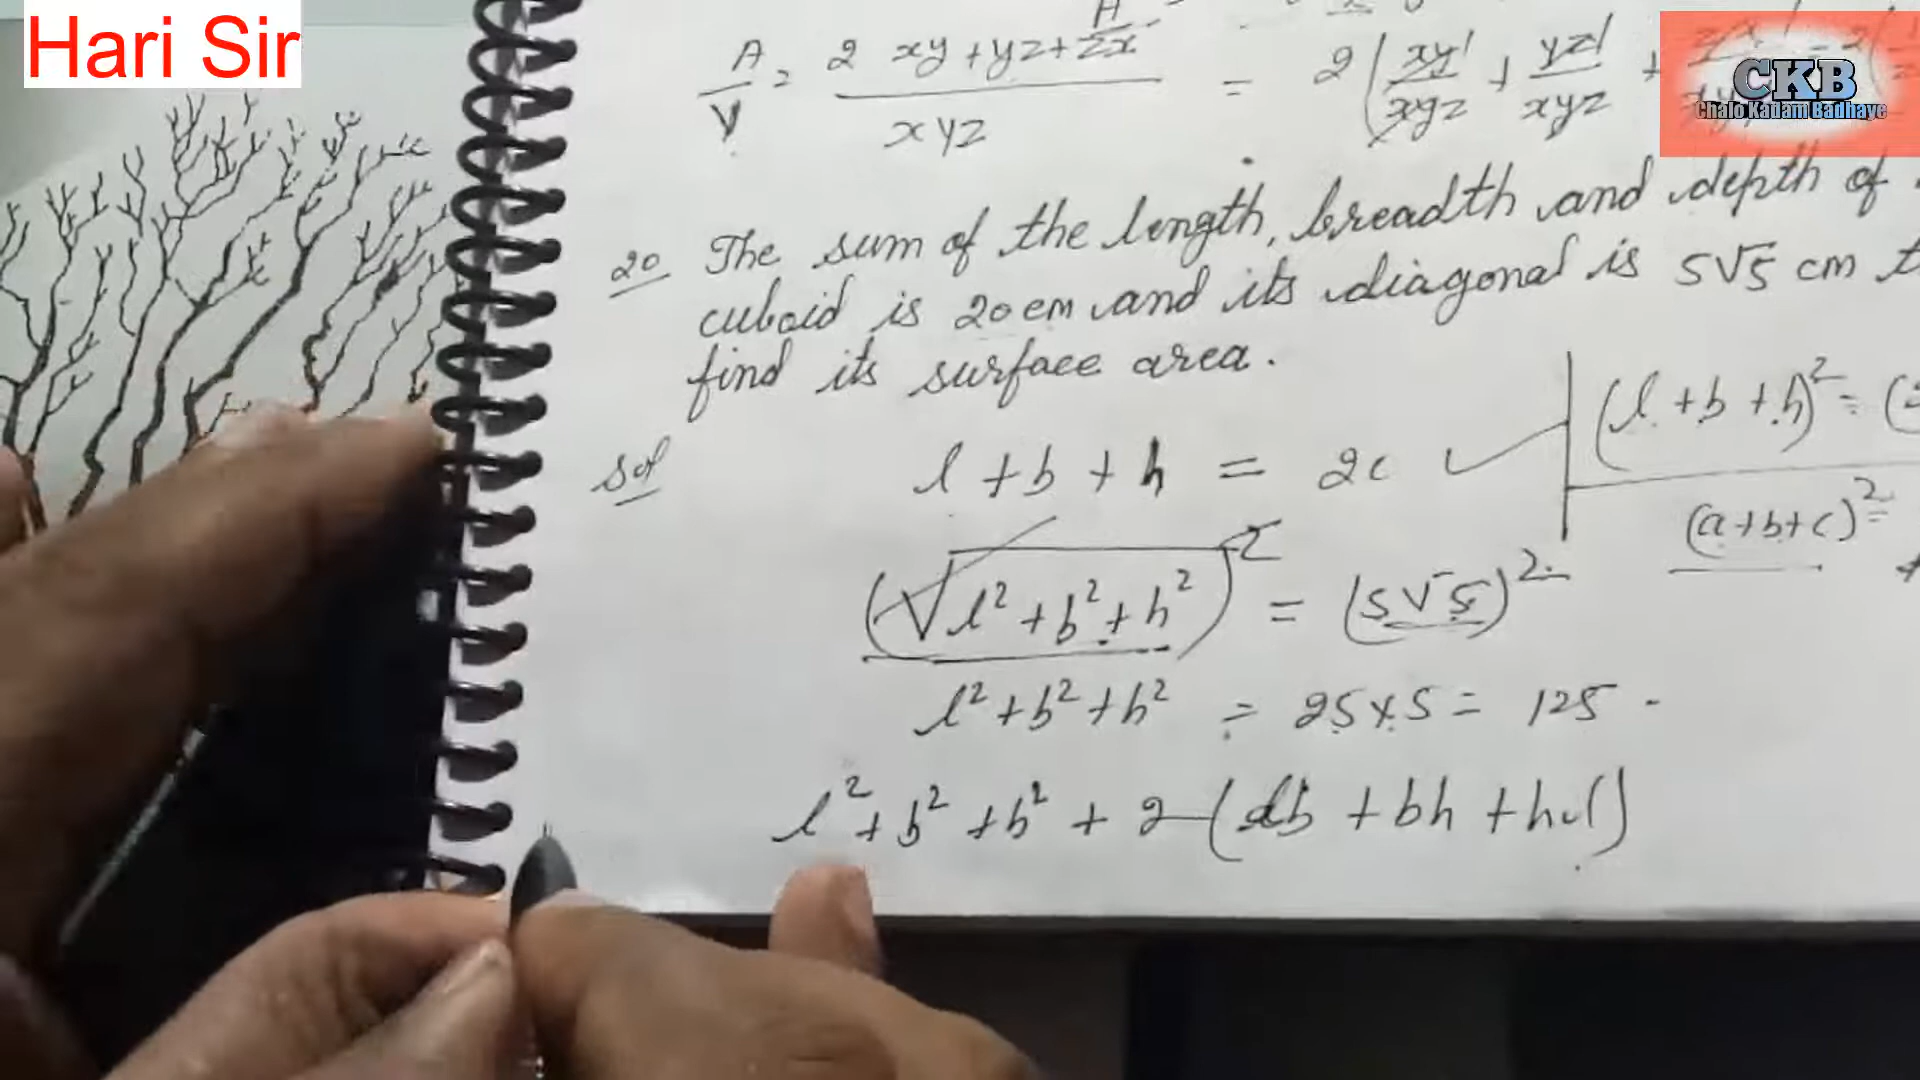 Hari Sir
CKB
Chalo Kadam Badhaye
A/V = 2 xy + yz + zx / xyz = 2 ( xy/xyz + yz/xyz +
20 The sum of the length, breadth and depth of
cuboid is 20 cm and its diagonal is 5√5 cm
find its surface area.
Sol l + b + h = 20
(l + b + h)² =
(a + b + c)² =
(√l² + b² + h²)² = (5√5)²
l² + b² + h² = 25 × 5 = 125
l² + b² + h² + 2 (lb + bh + hl)